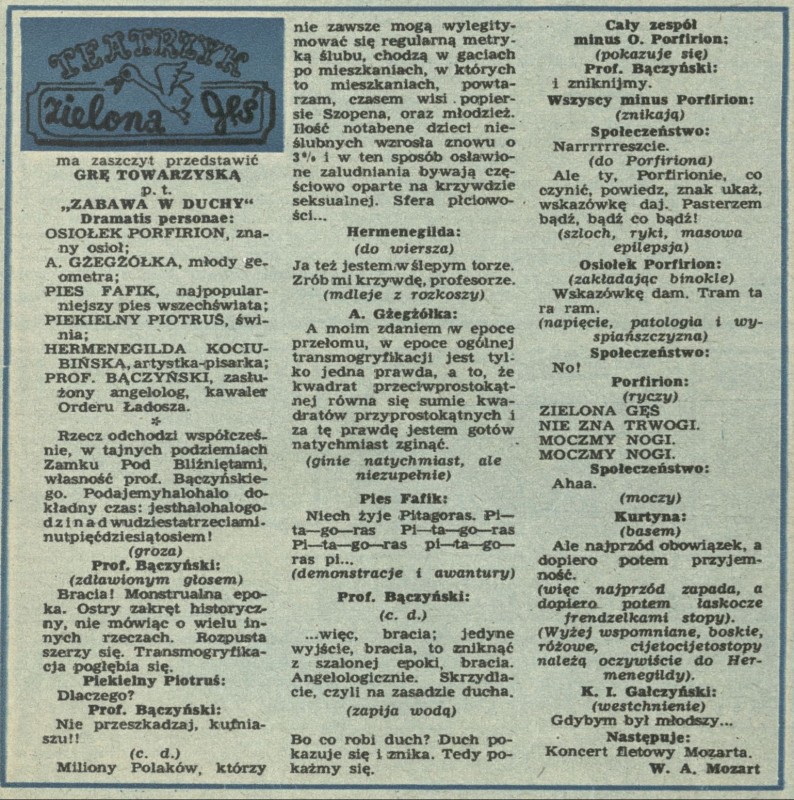 TEATRZYK
zielona gęś
ma zaszczyt przedstawić
GRĘ TOWARZYSKĄ
p. t.
„ZABAWA W DUCHY"
Dramatis personae:
OSIOŁEK PORFIRION, zna-
ny osioł;
A. GŻEGŻÓŁKA, młody ge-
ometra;
PIES FAFIK, najpopular-
niejszy pies wszechświata;
PIEKIELNY PIOTRUŚ, świ-
nia;
HERMENEGILDA KOCIU-
BIŃSKA, artystka-pisarka;
PROF. BĄCZYŃSKI, zasłu-
żony angelolog, kawaler
Orderu Ładosza.
*
Rzecz odchodzi współcześ-
nie, w tajnych podziemiach
Zamku Pod Bliźniętami,
własność prof. Bączyńskie-
go. Podajemyhalohalo do-
kładny czas: jesthalohalogo-
dzinadwudziestatrzeciami-
nutpięćdziesiątosiem!
(groza)
Prof. Bączyński:
(zdławionym głosem)
Bracia! Monstrualna epo-
ka. Ostry zakręt historycz-
ny, nie mówiąc o wielu in-
nych rzeczach. Rozpusta
szerzy się. Transmogryfika-
cja pogłębia się.
Piekielny Piotruś:
Dlaczego?
Prof. Bączyński:
Nie przeszkadzaj, kufnia-
szu!!
(c. d.)
Miliony Polaków, którzy
nie zawsze mogą wylegity-
mować się regularną metry-
ką ślubu, chodzą w gaciach
po mieszkaniach, w których
to mieszkaniach, powta-
rzam, czasem wisi popier-
sie Szopena, oraz młodzież.
Ilość notabene dzieci nie-
ślubnych wzrosła znowu o
3% i w ten sposób osławio-
ne zaludniania bywają czę-
ściowo oparte na krzywdzie
seksualnej. Sfera płciowo-
ści...
Hermenegilda:
(do wiersza)
Ja też jestem w ślepym torze.
Zrób mi krzywdę, profesorze.
(mdleje z rozkoszy)
A. Gżegżółka:
A moim zdaniem w epoce
przełomu, w epoce ogólnej
transmogryfikacji jest tyl-
ko jedna prawda, a to, że
kwadrat przeciwprostokąt-
nej równa się sumie kwa-
dratów przyprostokątnych i
za tę prawdę jestem gotów
natychmiast zginąć.
(ginie natychmiast, ale
niezupełnie)
Pies Fafik:
Niech żyje Pitagoras. Pi—
ta—go—ras Pi—ta—go—ras
Pi—ta—go—ras pi—ta—go—
ras pi...
(demonstracje i awantury)
Prof. Bączyński:
(c. d.)
...więc, bracia; jedyne
wyjście, bracia, to zniknąć
z szalonej epoki, bracia.
Angelologicznie. Skrzydla-
cie, czyli na zasadzie ducha.
(zapija wodą)
Bo co robi duch? Duch po-
kazuje się i znika. Tedy po-
każmy się.
Cały zespół
minus O. Porfirion:
(pokazuje się)
Prof. Bączyński:
i zniknijmy.
Wszyscy minus Porfirion:
(znikają)
Społeczeństwo:
Narrrrrreszcie.
(do Porfiriona)
Ale ty, Porfirionie, co
czynić, powiedz, znak ukaż,
wskazówkę daj. Pasterzem
bądź, bądź co bądź!
(szloch, ryki, masowa
epilepsja)
Osiołek Porfirion:
(zakładając binokle)
Wskazówkę dam. Tram ta
ra ram.
(napięcie, patologia i wy-
spiańszczyzna)
Społeczeństwo:
No!
Porfirion:
(ryczy)
ZIELONA GĘŚ
NIE ZNA TRWOGI.
MOCZMY NOGI.
MOCZMY NOGI.
Społeczeństwo:
Ahaa.
(moczy)
Kurtyna:
(basem)
Ale najprzód obowiązek, a
dopiero potem przyjem-
ność.
(więc najprzód zapada, a
dopiero potem łaskocze
frendzelkami stopy).
(Wyżej wspomniane, boskie,
różowe, cijetocijetostopy
należą oczywiście do Her-
menegildy).
K. I. Gałczyński:
(westchnienie)
Gdybym był młodszy...
Następuje:
Koncert fletowy Mozarta.
W. A. Mozart